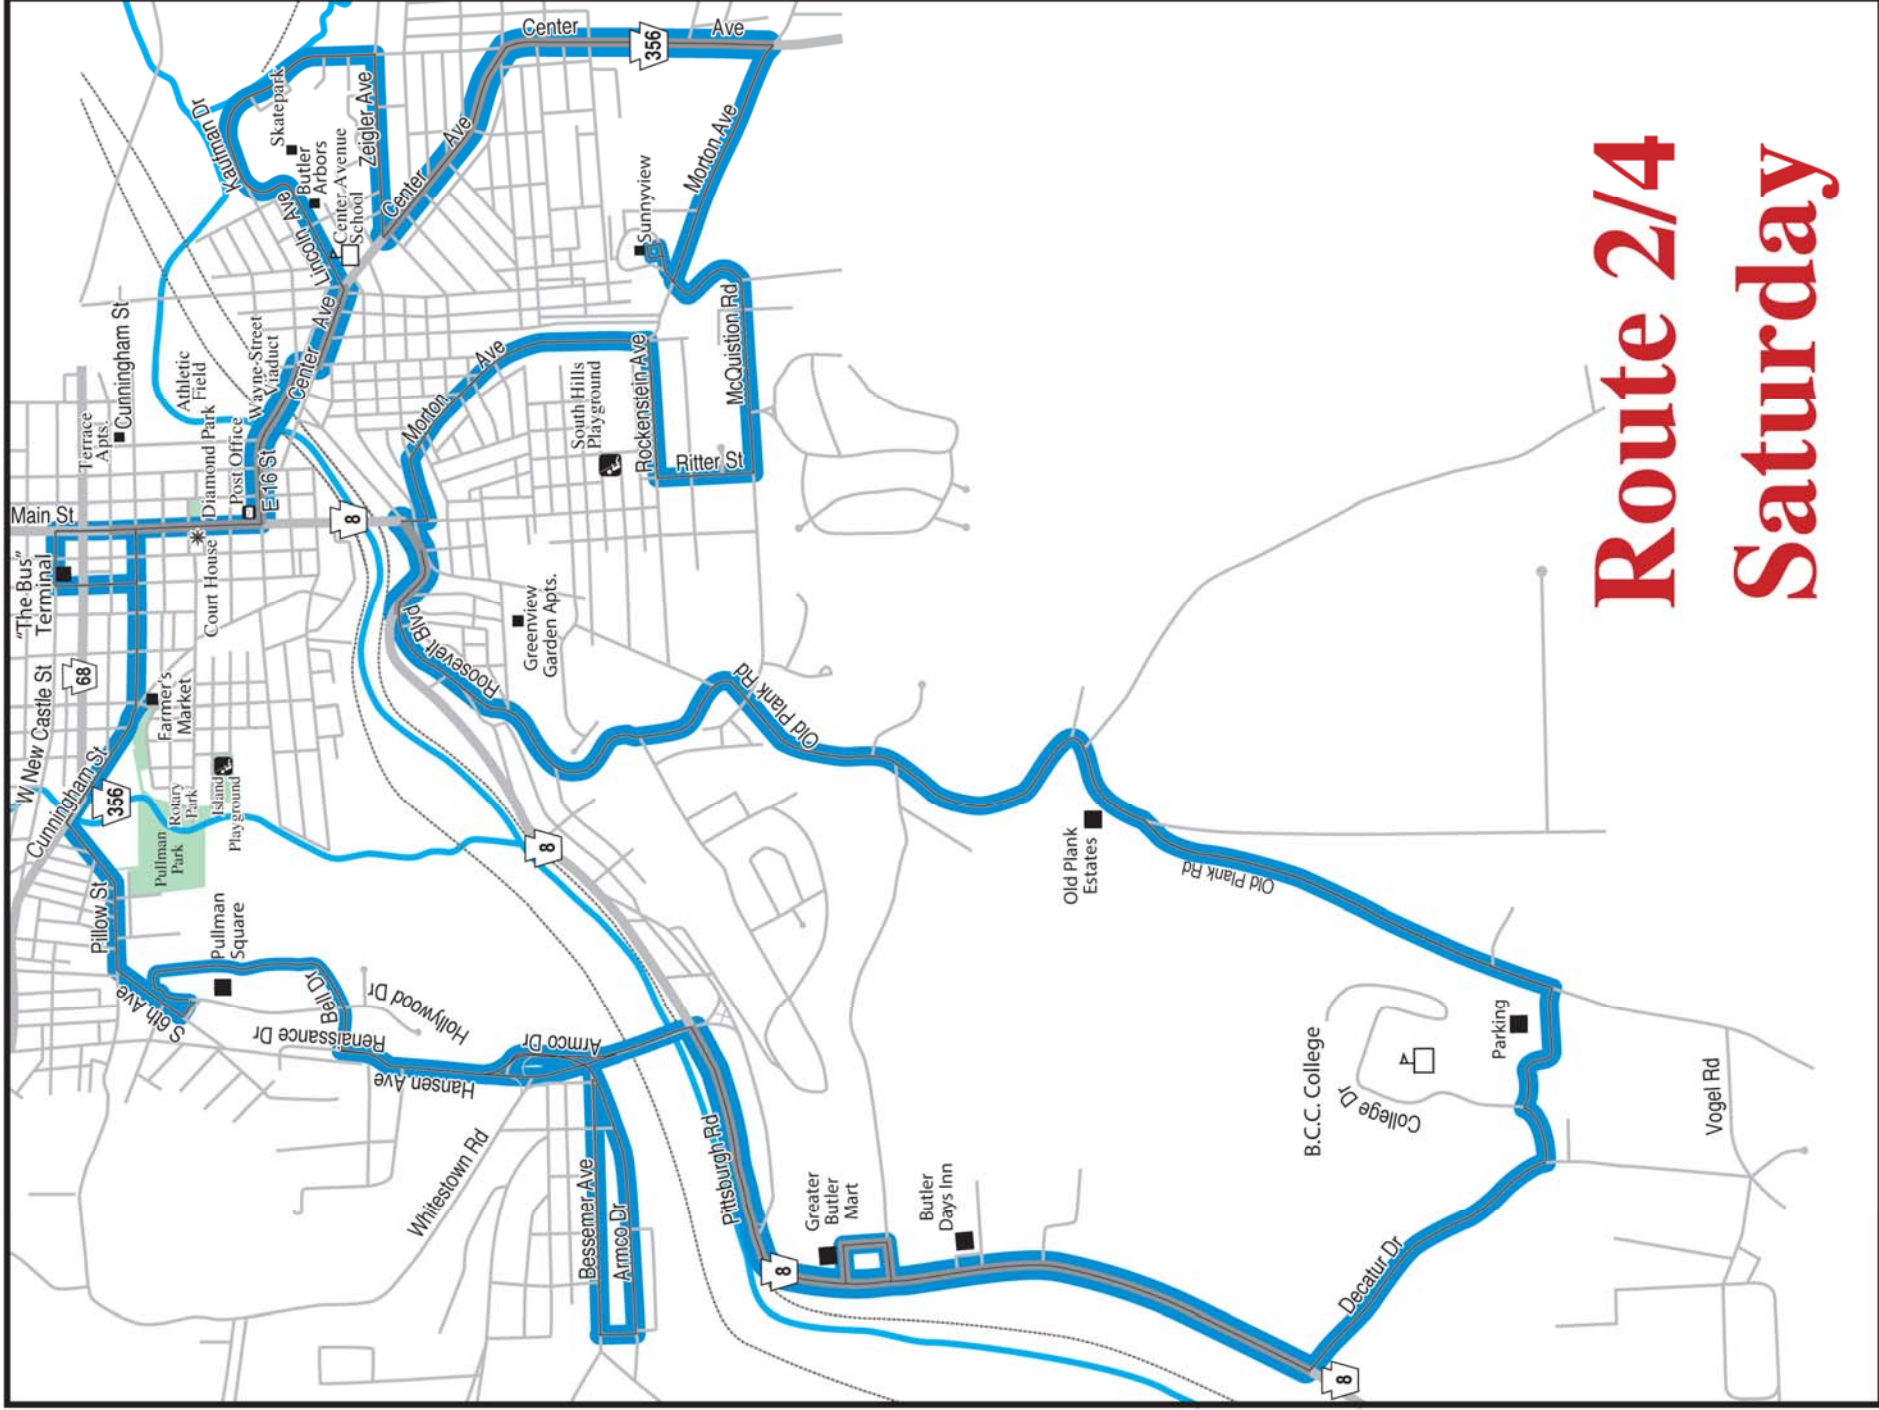 Route 2/4
Saturday
Main St
"The Bus"
Terminal
W New Castle St
68
Cunningham St
356
Pillow St
S 6th Ave
Pullman
Square
Pullman
Park
Rotary
Park
Island
Playground
Farmer's
Market
Court House
Diamond Park
Post Office
E 16 St
Terrace
Apts.
Cunningham St
Athletic
Field
Wayne Street
Viaduct
Center Ave
Lincoln Ave
Kaufman Dr
Skatepark
Butler
Arbors
Center Avenue
School
Zeigler Ave
Center Ave
Center Ave
356
Morton Ave
Sunnyview
McQuistion Rd
Ritter St
Rockenstein Ave
South Hills
Playground
Morton Ave
8
Roosevelt Blvd
Greenview
Garden Apts.
Old Plank Rd
Old Plank Rd
Old Plank
Estates
Old Plank Rd
8
Bell Dr
Hollywood Dr
Renaissance Dr
Hansen Ave
Armco Dr
Whitestown Rd
Bessemer Ave
Armco Dr
Pittsburgh Rd
8
Greater
Butler
Mart
Butler
Days Inn
B.C.C. College
College Dr
Parking
Vogel Rd
Decatur Dr
8